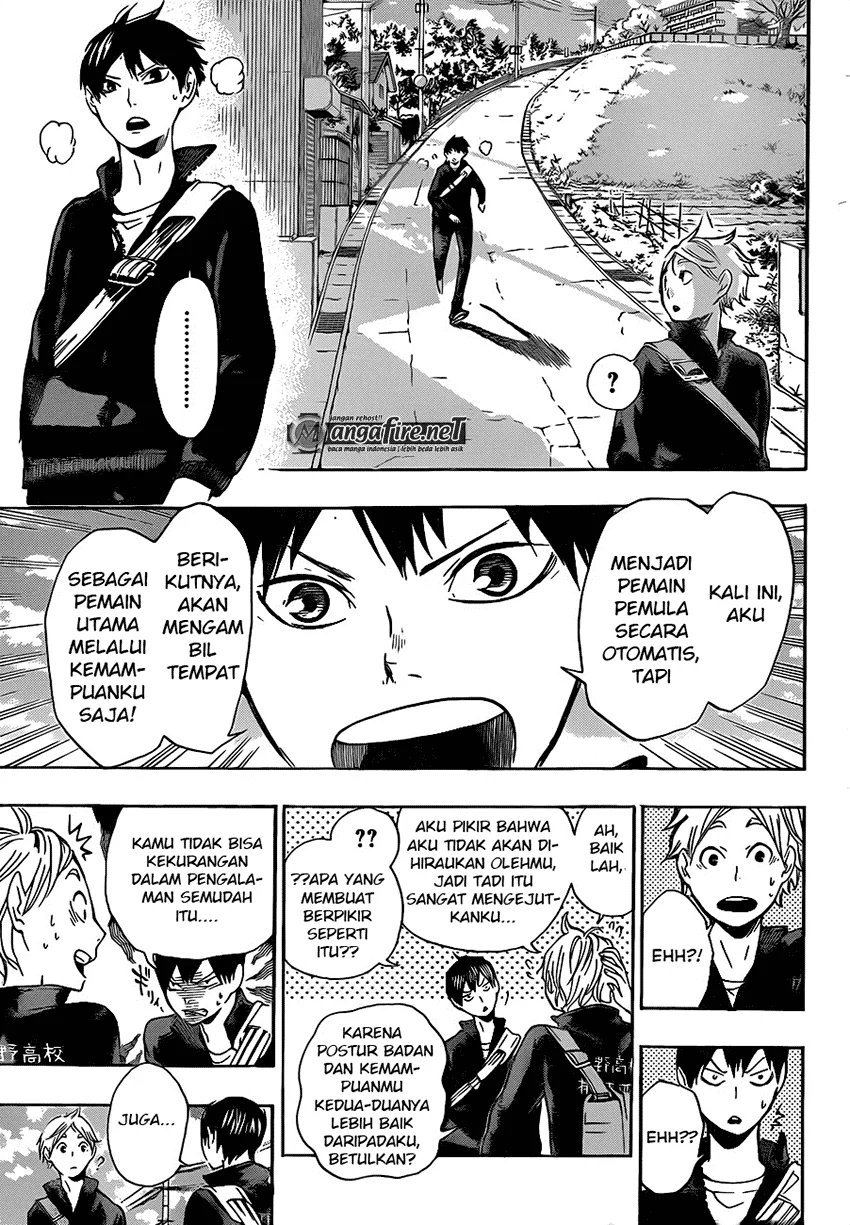 .........
?
jangan rehost!!
Mangafire.neT
baca manga indonesia | lebih beda lebih asik
KALI INI,
AKU
MENJADI
PEMAIN
PEMULA
SECARA
OTOMATIS,
TAPI
BERI-
KUTNYA,
AKAN
MENGAM
BIL
TEMPAT
SEBAGAI
PEMAIN
UTAMA
MELALUI
KEMAM-
PUANKU
SAJA!
EHH?!
EHH??
AH,
BAIK
LAH,
AKU PIKIR BAHWA
AKU TIDAK AKAN DI-
HIRAUKAN OLEHMU,
JADI TADI ITU
SANGAT MENGEJUT-
KANKU...
??
??APA YANG
MEMBUAT
BERPIKIR
SEPERTI
ITU??
KARENA
POSTUR BADAN
DAN KEMAM-
PUANMU
KEDUA-DUANYA
LEBIH BAIK
DARIPADAKU,
BETULKAN?
KAMU TIDAK BISA
KEKURANGAN
DALAM PENGALA-
MAN SEMUDAH
ITU....
野高校
JUGA...